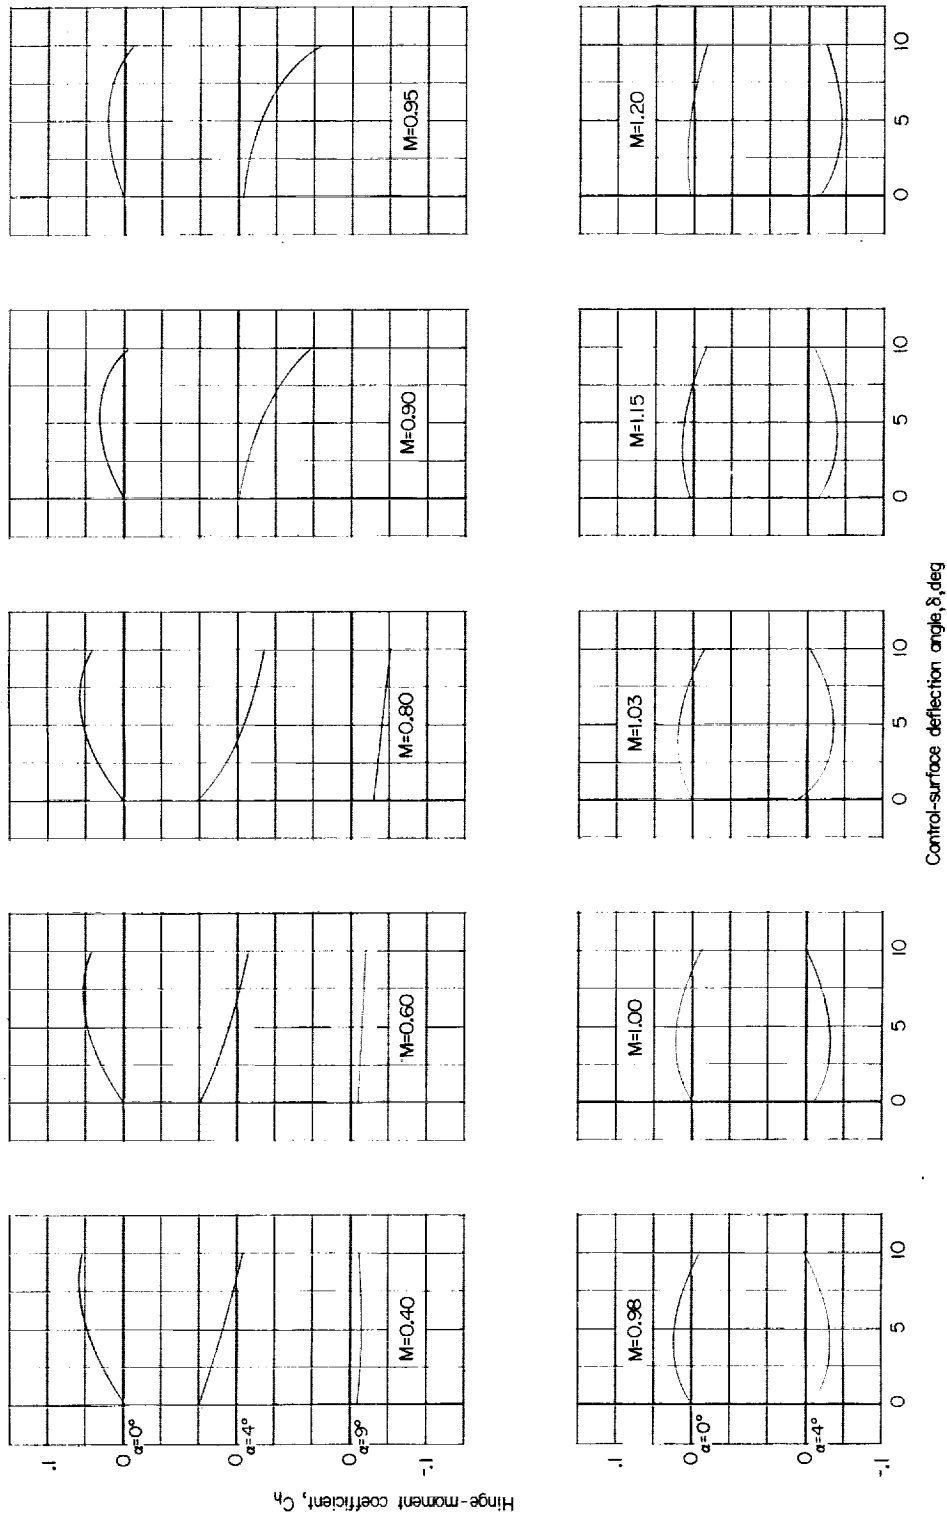 Hinge-moment coefficient, Ch
.1
0
α=0°
0
α=4°
0
α=9°
-.1
M=0.40
M=0.60
M=0.80
M=0.90
M=0.95
.1
0
α=0°
0
α=4°
-.1
M=0.98
M=1.00
M=1.03
M=1.15
M=1.20
0 5 10
0 5 10
0 5 10
0 5 10
0 5 10
Control-surface deflection angle, δ, deg